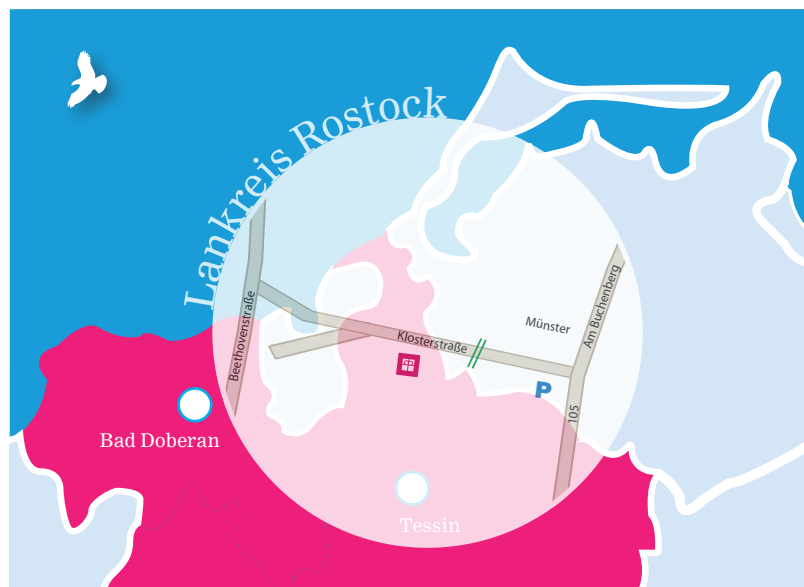 Lankreis Rostock
Am Buchenberg
Münster
Beethovenstraße
Klosterstraße
P
105
Bad Doberan
Tessin